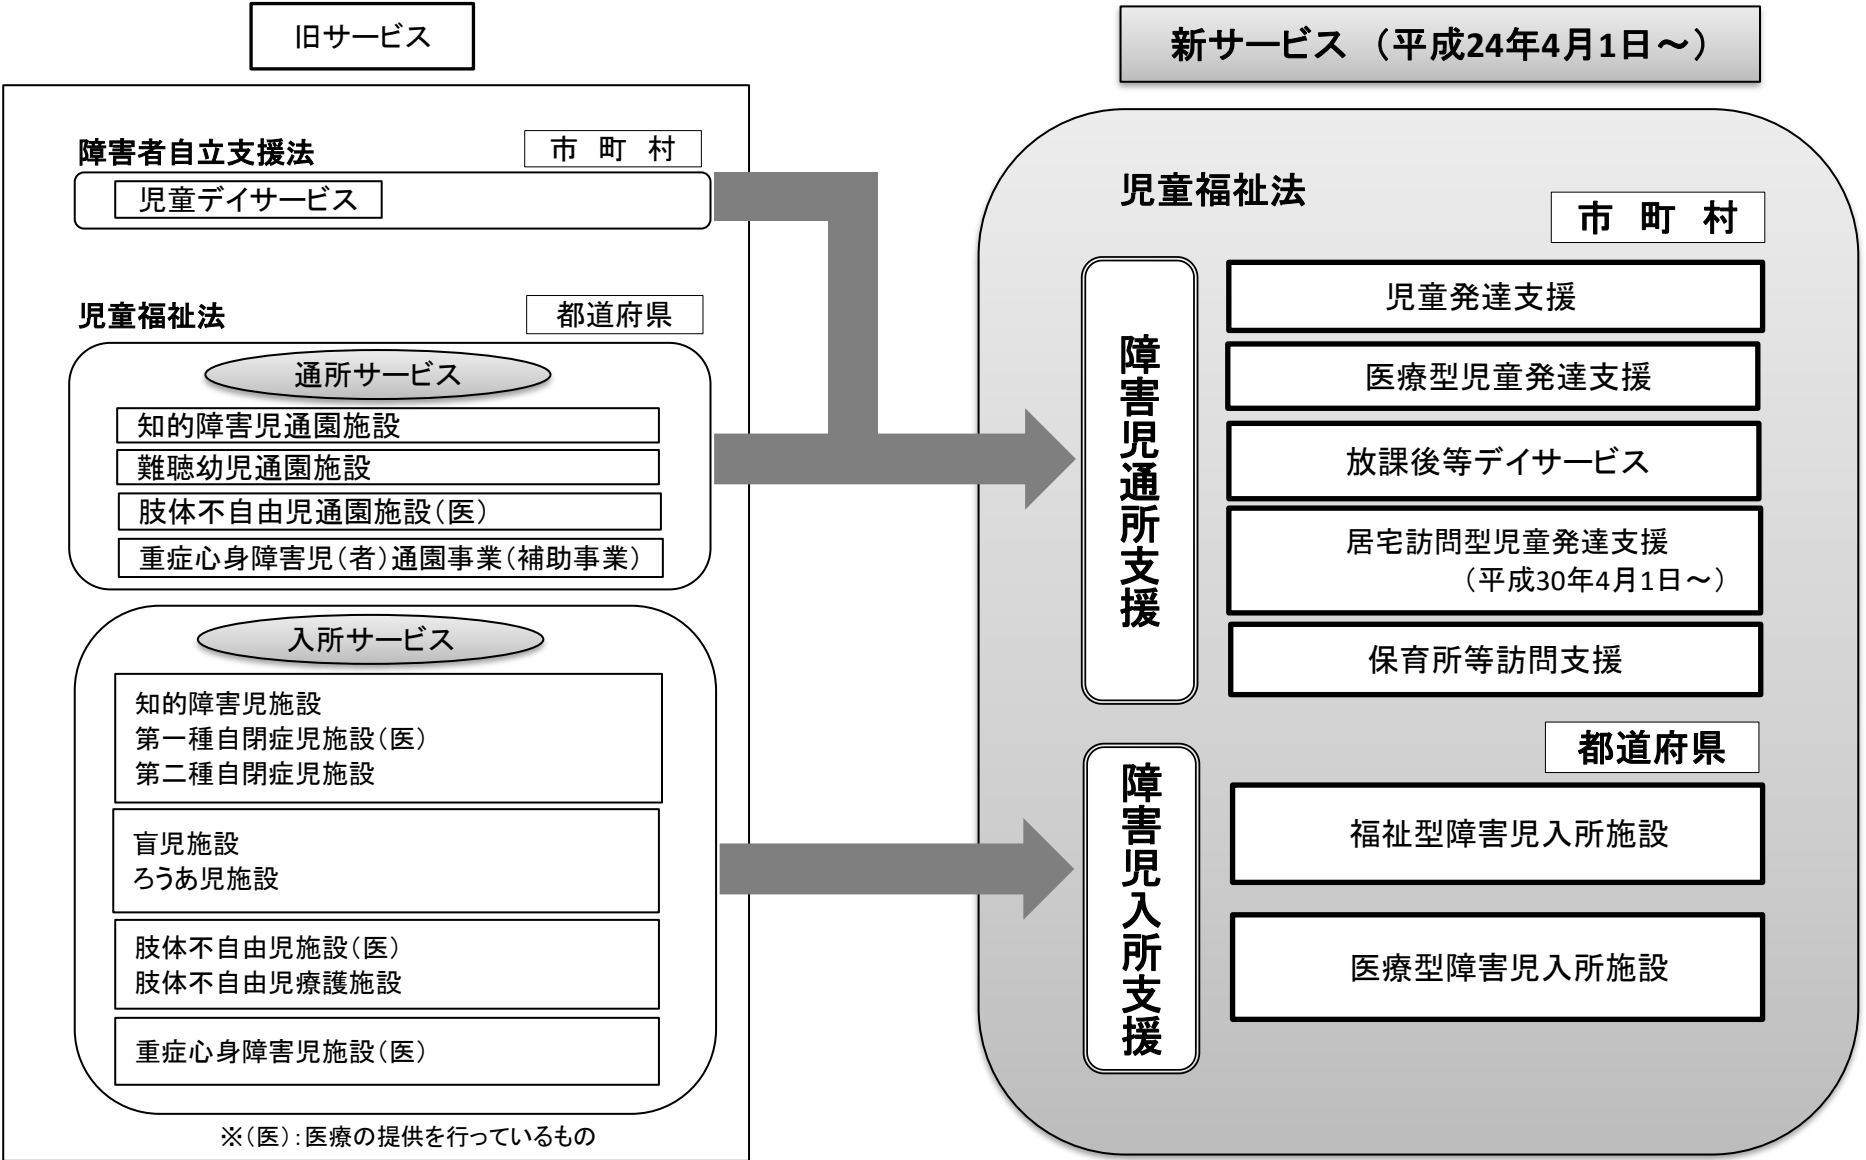 旧サービス
障害者自立支援法
市 町 村
児童デイサービス
児童福祉法
都道府県
通所サービス
知的障害児通園施設
難聴幼児通園施設
肢体不自由児通園施設(医)
重症心身障害児(者)通園事業(補助事業)
入所サービス
知的障害児施設
第一種自閉症児施設(医)
第二種自閉症児施設
盲児施設
ろうあ児施設
肢体不自由児施設(医)
肢体不自由児療護施設
重症心身障害児施設(医)
※(医):医療の提供を行っているもの
新サービス (平成24年4月1日~)
児童福祉法
市 町 村
障害児通所支援
児童発達支援
医療型児童発達支援
放課後等デイサービス
居宅訪問型児童発達支援
(平成30年4月1日~)
保育所等訪問支援
都道府県
障害児入所支援
福祉型障害児入所施設
医療型障害児入所施設